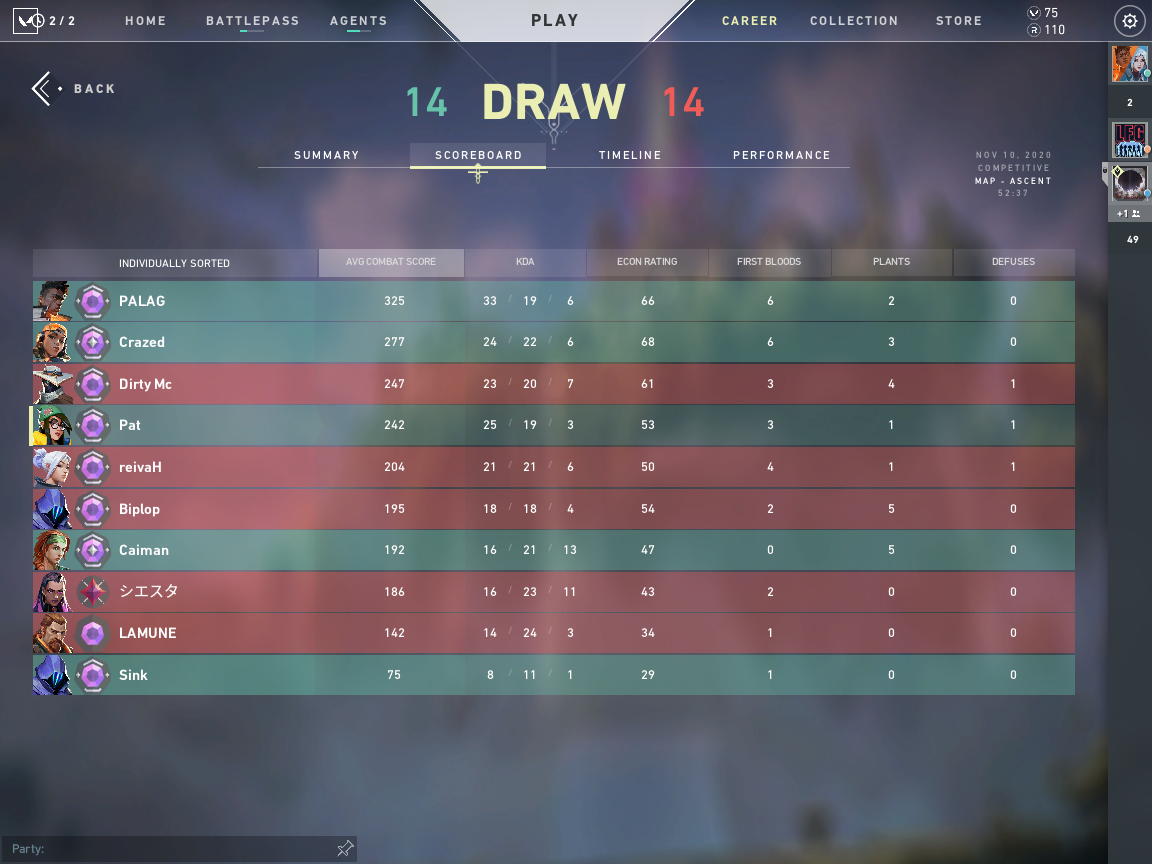 2 / 2 HOME BATTLEPASS AGENTS PLAY CAREER COLLECTION STORE 75
R 110
BACK
14 DRAW 14
SUMMARY SCOREBOARD TIMELINE PERFORMANCE
NOV 10, 2020
COMPETITIVE
MAP - ASCENT
52:37
2
LEG
+1
49
INDIVIDUALLY SORTED AVG COMBAT SCORE KDA ECON RATING FIRST BLOODS PLANTS DEFUSES
PALAG 325 33 / 19 / 6 66 6 2 0
Crazed 277 24 / 22 / 6 68 6 3 0
Dirty Mc 247 23 / 20 / 7 61 3 4 1
Pat 242 25 / 19 / 3 53 3 1 1
reivaH 204 21 / 21 / 6 50 4 1 1
Biplop 195 18 / 18 / 4 54 2 5 0
Caiman 192 16 / 21 / 13 47 0 5 0
シエスタ 186 16 / 23 / 11 43 2 0 0
LAMUNE 142 14 / 24 / 3 34 1 0 0
Sink 75 8 / 11 / 1 29 1 0 0
Party: